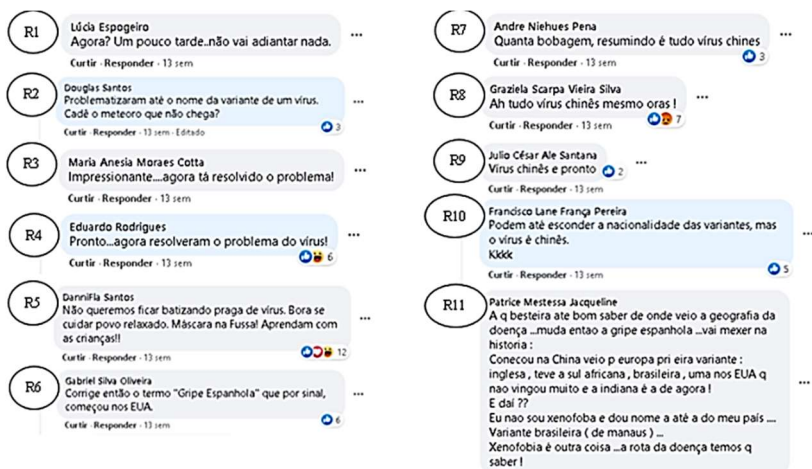 R1
Lúcia Espogeiro
Agora? Um pouco tarde..não vai adiantar nada.
Curtir · Responder · 13 sem
R2
Douglas Santos
Problematizaram até o nome da variante de um vírus.
Cadê o meteoro que não chega?
Curtir · Responder · 13 sem · Editado
3
R3
Maria Anesia Moraes Cotta
Impressionante....agora tá resolvido o problema!
Curtir · Responder · 13 sem
R4
Eduardo Rodrigues
Pronto...agora resolveram o problema do vírus!
Curtir · Responder · 13 sem
6
R5
DanniFla Santos
Não queremos ficar batizando praga de vírus. Bora se
cuidar povo relaxado. Máscara na Fussa! Aprendam com
as crianças!!
Curtir · Responder · 13 sem
12
R6
Gabriel Silva Oliveira
Corrige então o termo "Gripe Espanhola" que por sinal,
começou nos EUA.
Curtir · Responder · 13 sem
6
R7
Andre Niehues Pena
Quanta bobagem, resumindo é tudo vírus chines
Curtir · Responder · 13 sem
3
R8
Graziela Scarpa Vieira Silva
Ah tudo vírus chinês mesmo oras !
Curtir · Responder · 13 sem
7
R9
Julio César Ale Santana
Vírus chinês e pronto
2
Curtir · Responder · 13 sem
R10
Francisco Lane França Pereira
Podem até esconder a nacionalidade das variantes, mas
o vírus é chinês.
Kkkk
Curtir · Responder · 13 sem
5
R11
Patrice Mestessa Jacqueline
A q besteira ate bom saber de onde veio a geografia da
doença ...muda entao a gripe espanhola ...vai mexer na
historia :
Conecou na China veio p europa pri eira variante :
inglesa , teve a sul africana , brasileira , uma nos EUA q
nao vingou muito e a indiana é a de agora !
E daí ??
Eu nao sou xenofoba e dou nome a até a do meu país ....
Variante brasileira ( de manaus ) ...
Xenofobia é outra coisa ...a rota da doença temos q
saber !